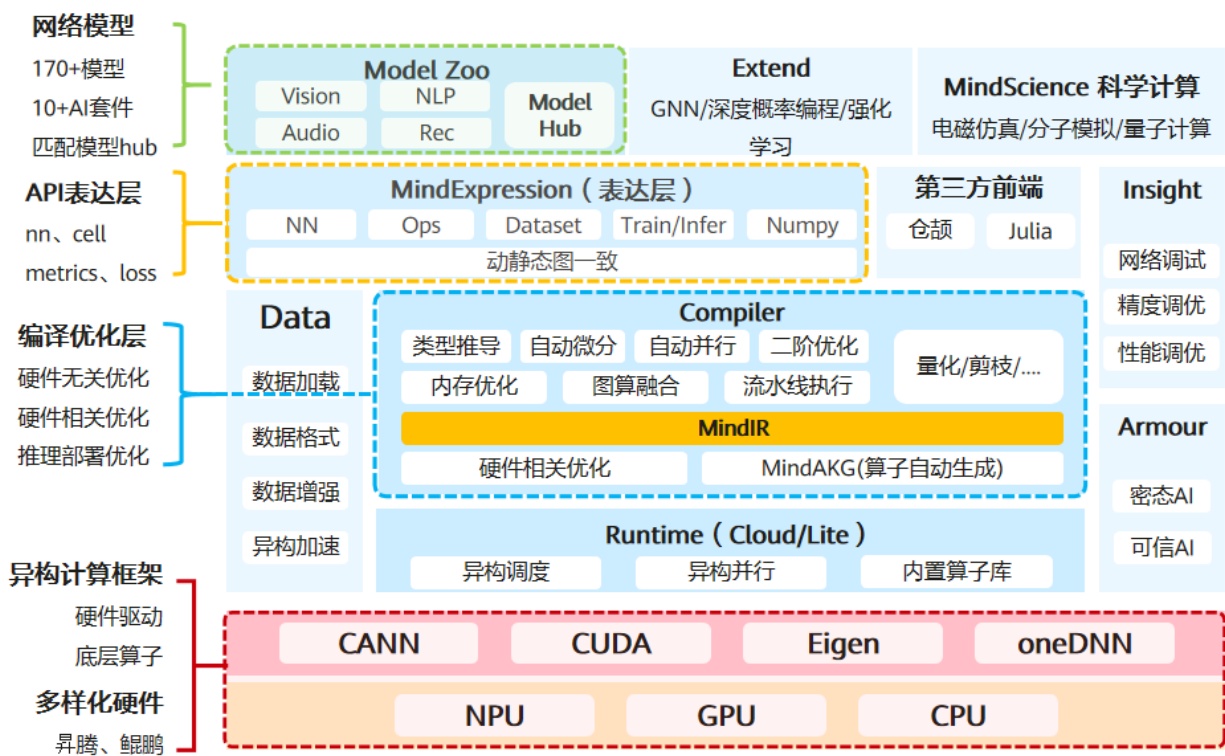 网络模型
170+模型
10+AI套件
匹配模型hub
Model Zoo
Vision
NLP
Audio
Rec
Model
Hub
Extend
GNN/深度概率编程/强化
学习
MindScience 科学计算
电磁仿真/分子模拟/量子计算
API表达层
nn、cell
metrics、loss
MindExpression（表达层）
NN
Ops
Dataset
Train/Infer
Numpy
动静态图一致
第三方前端
仓颉
Julia
Insight
网络调试
精度调优
性能调优
编译优化层
硬件无关优化
硬件相关优化
推理部署优化
Data
数据加载
数据格式
数据增强
异构加速
Compiler
类型推导
自动微分
自动并行
二阶优化
内存优化
图算融合
流水线执行
量化/剪枝/....
MindIR
硬件相关优化
MindAKG(算子自动生成)
Armour
密态AI
可信AI
Runtime（Cloud/Lite）
异构调度
异构并行
内置算子库
异构计算框架
硬件驱动
底层算子
CANN
CUDA
Eigen
oneDNN
多样化硬件
昇腾、鲲鹏
NPU
GPU
CPU